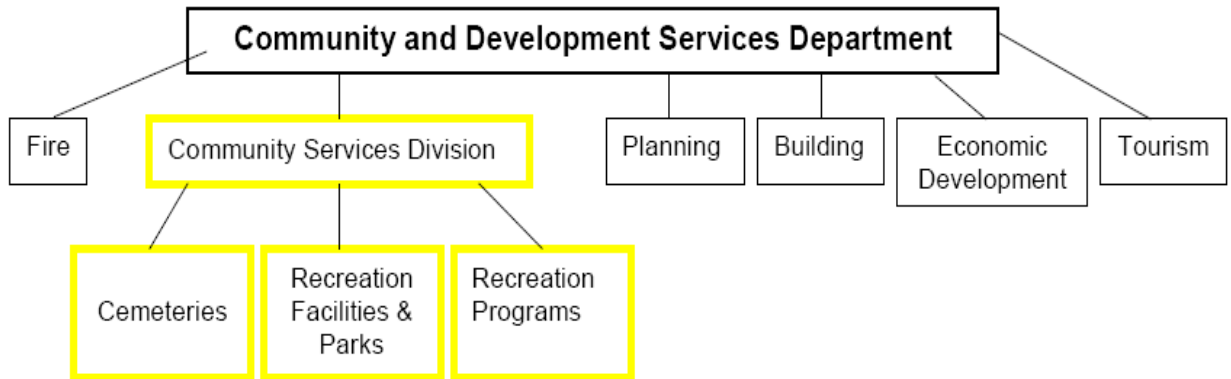 Community and Development Services Department
Fire
Community Services Division
Planning
Building
Economic
Development
Tourism
Cemeteries
Recreation
Facilities &
Parks
Recreation
Programs